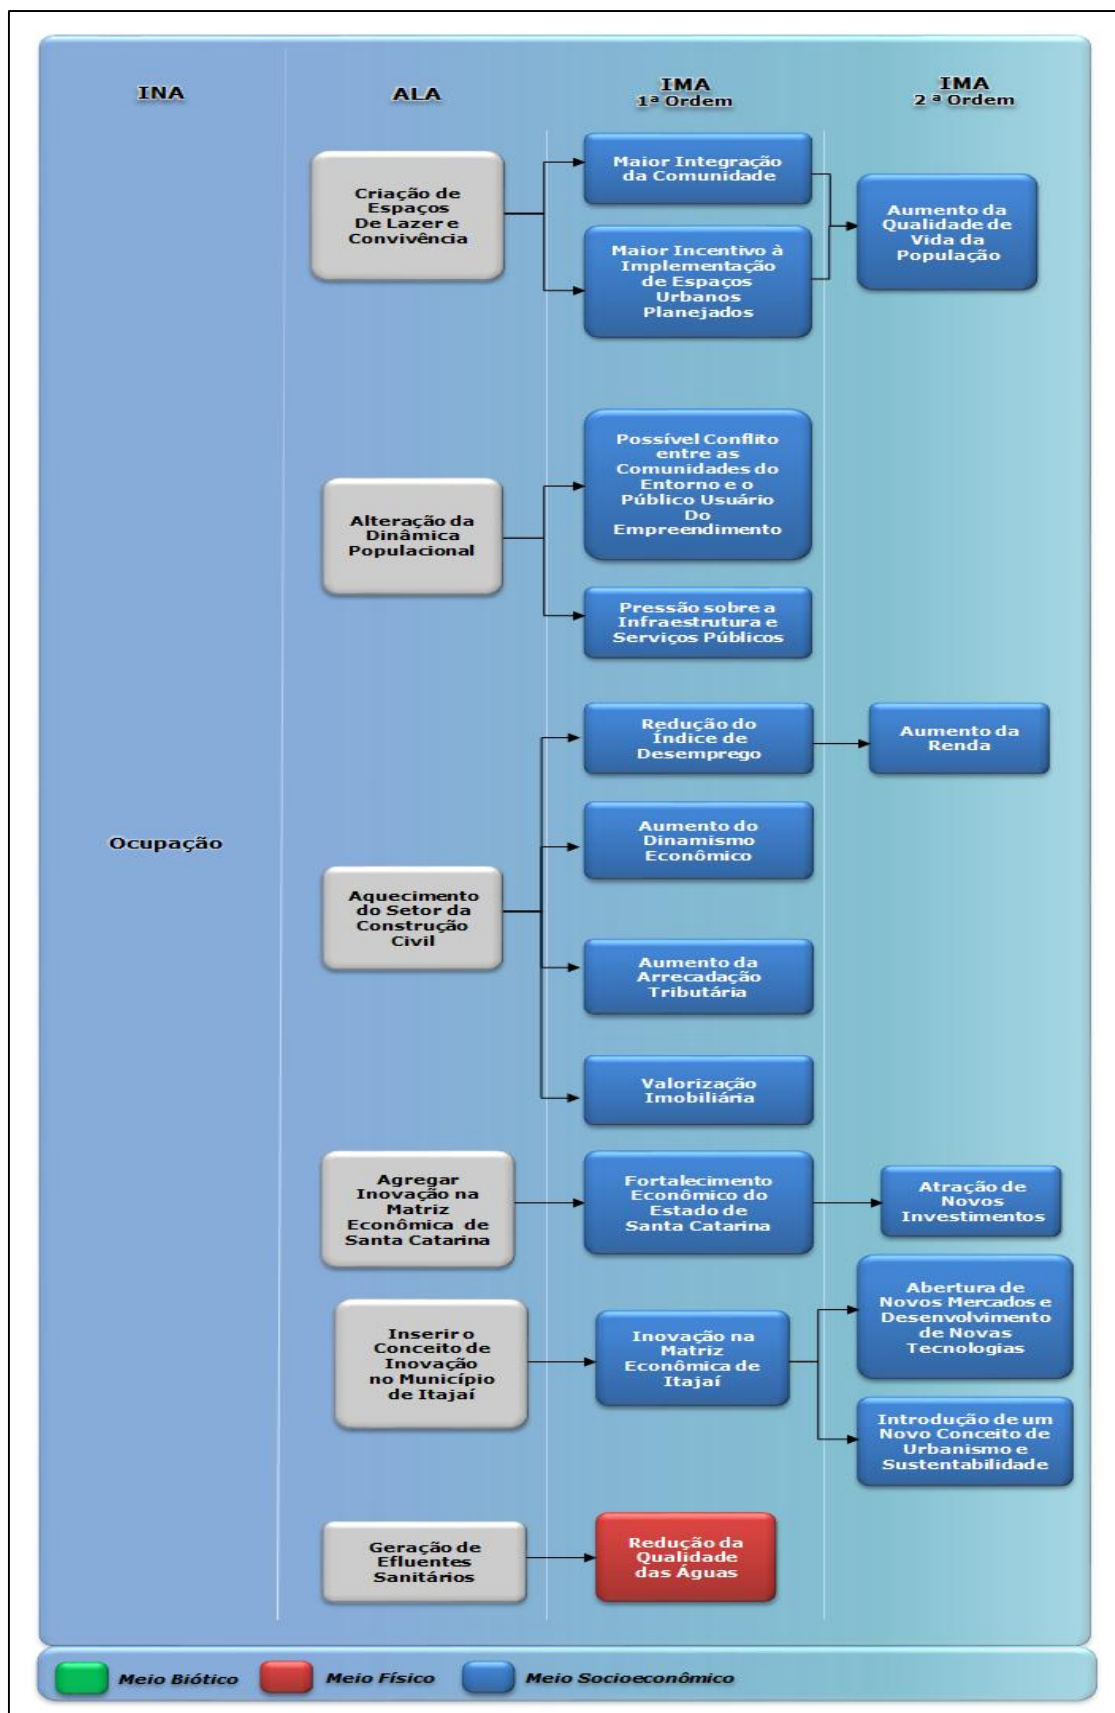 INA
ALA
IMA
1ª Ordem
IMA
2 ª Ordem
Criação de
Espaços
De Lazer e
Convivência
Maior Integração
da Comunidade
Maior Incentivo à
Implementação
de Espaços
Urbanos
Planejados
Aumento da
Qualidade de
Vida da
População
Alteração da
Dinâmica
Populacional
Possível Conflito
entre as
Comunidades do
Entorno e o
Público Usuário
Do
Empreendimento
Pressão sobre a
Infraestrutura e
Serviços Públicos
Ocupação
Aquecimento
do Setor da
Construção
Civil
Redução do
Índice de
Desemprego
Aumento da
Renda
Aumento do
Dinamismo
Econômico
Aumento da
Arrecadação
Tributária
Valorização
Imobiliária
Agregar
Inovação na
Matriz
Econômica de
Santa Catarina
Fortalecimento
Econômico do
Estado de
Santa Catarina
Atração de
Novos
Investimentos
Inserir o
Conceito de
Inovação
no Município
de Itajaí
Inovação na
Matriz
Econômica de
Itajaí
Abertura de
Novos Mercados e
Desenvolvimento
de Novas
Tecnologias
Introdução de um
Novo Conceito de
Urbanismo e
Sustentabilidade
Geração de
Efluentes
Sanitários
Redução da
Qualidade
das Águas
Meio Biótico
Meio Físico
Meio Socioeconômico